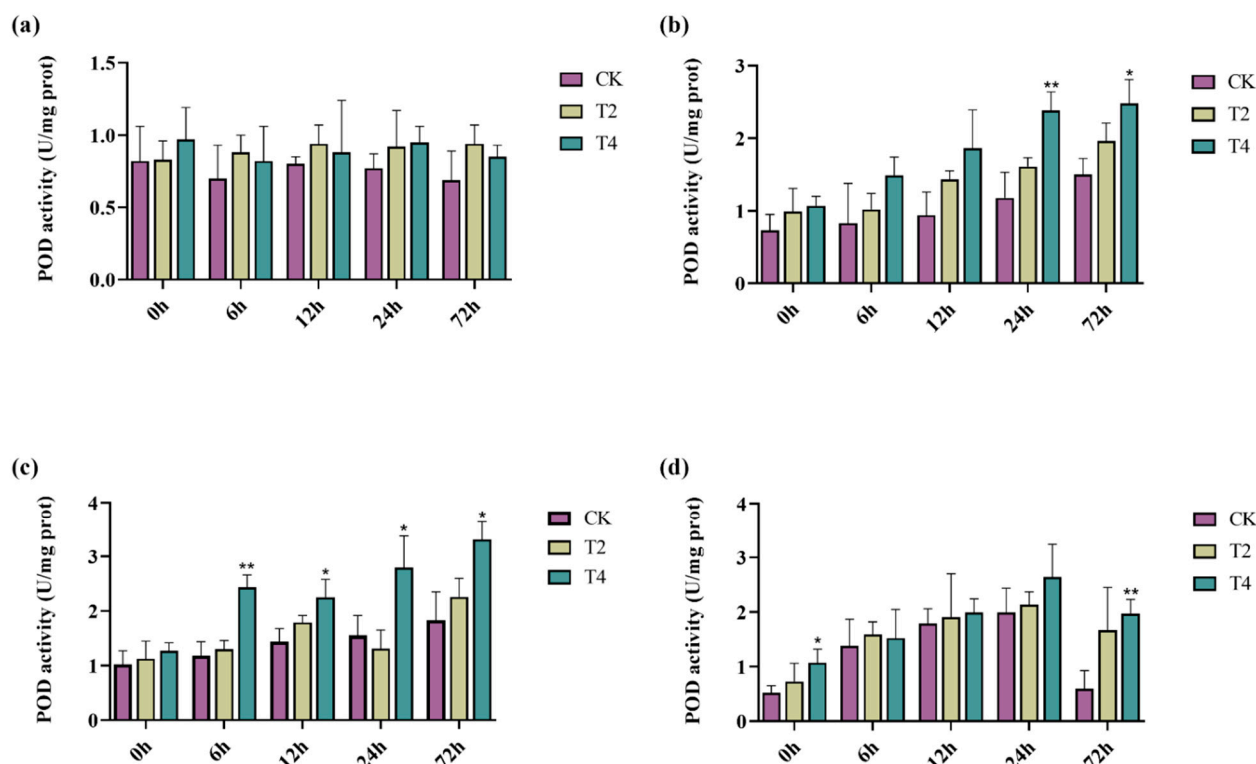 (a)
POD activity (U/mg prot)
1.5
1.0
0.5
0.0
0h
6h
12h
24h
72h
CK
T2
T4
(b)
POD activity (U/mg prot)
3
2
1
0
**
*
0h
6h
12h
24h
72h
CK
T2
T4
(c)
POD activity (U/mg prot)
4
3
2
1
0
**
*
*
*
0h
6h
12h
24h
72h
CK
T2
T4
(d)
POD activity (U/mg prot)
4
3
2
1
0
*
**
0h
6h
12h
24h
72h
CK
T2
T4